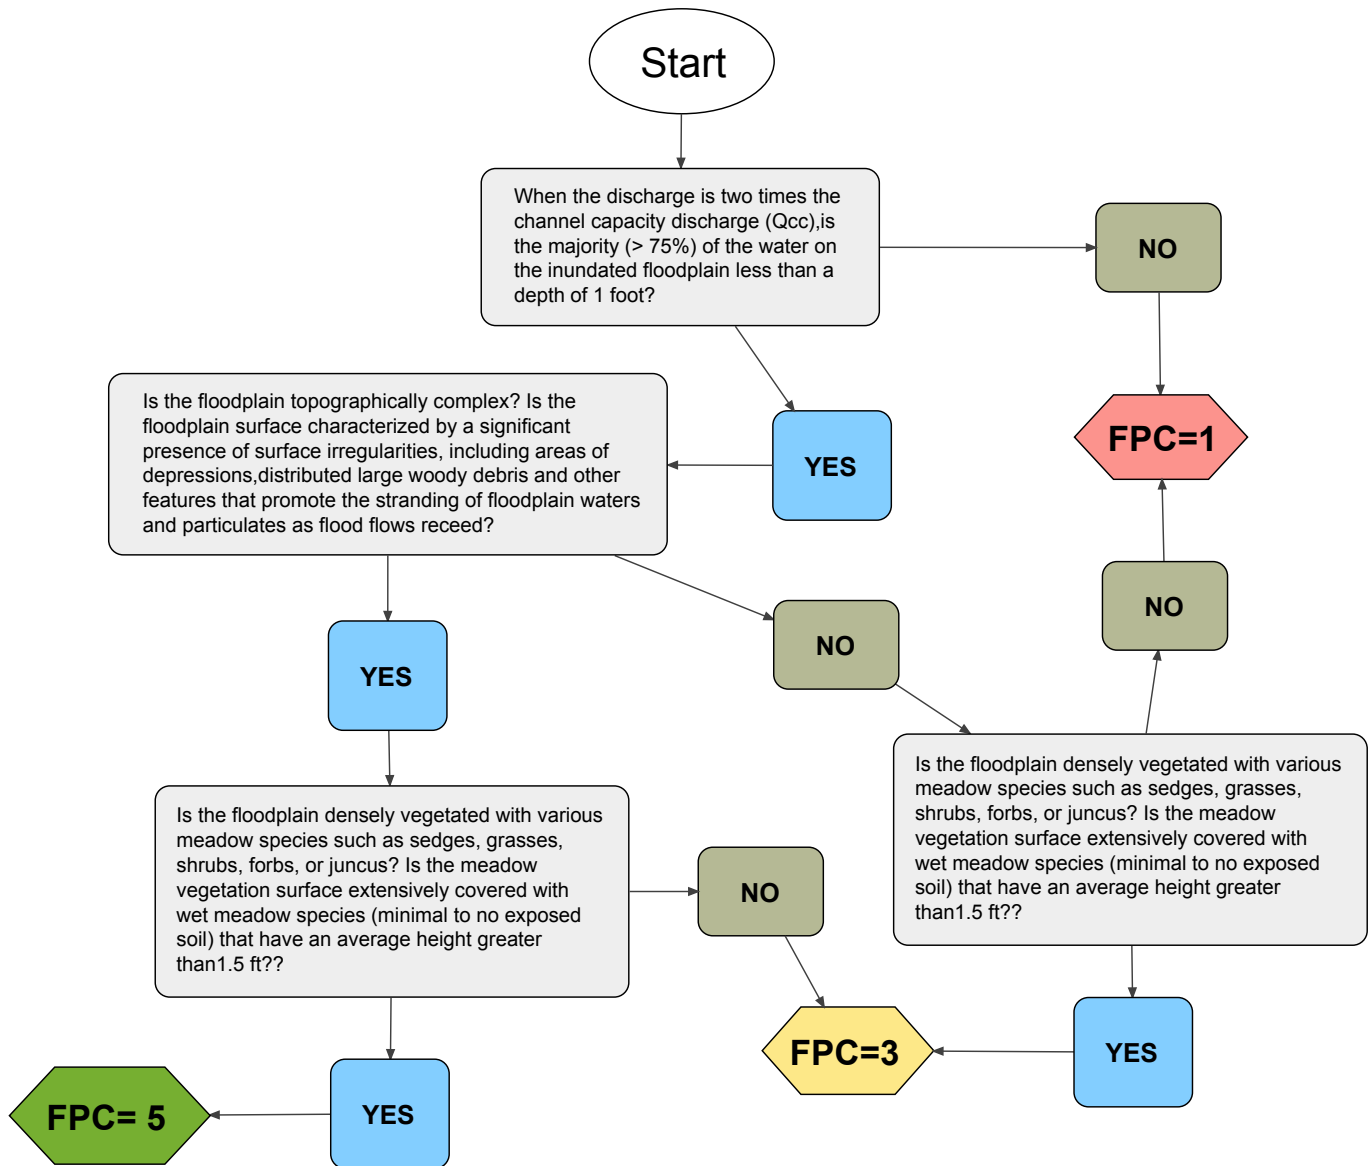 Start
When the discharge is two times the
channel capacity discharge (Qcc),is
the majority (> 75%) of the water on
the inundated floodplain less than a
depth of 1 foot?
NO
Is the floodplain topographically complex? Is the
floodplain surface characterized by a significant
presence of surface irregularities, including areas of
depressions,distributed large woody debris and other
features that promote the stranding of floodplain waters
and particulates as flood flows receed?
YES
FPC=1
NO
NO
YES
Is the floodplain densely vegetated with various
meadow species such as sedges, grasses,
shrubs, forbs, or juncus? Is the meadow
vegetation surface extensively covered with
wet meadow species (minimal to no exposed
soil) that have an average height greater
than1.5 ft??
Is the floodplain densely vegetated with various
meadow species such as sedges, grasses,
shrubs, forbs, or juncus? Is the meadow
vegetation surface extensively covered with
wet meadow species (minimal to no exposed
soil) that have an average height greater
than1.5 ft??
NO
FPC=3
YES
FPC= 5
YES